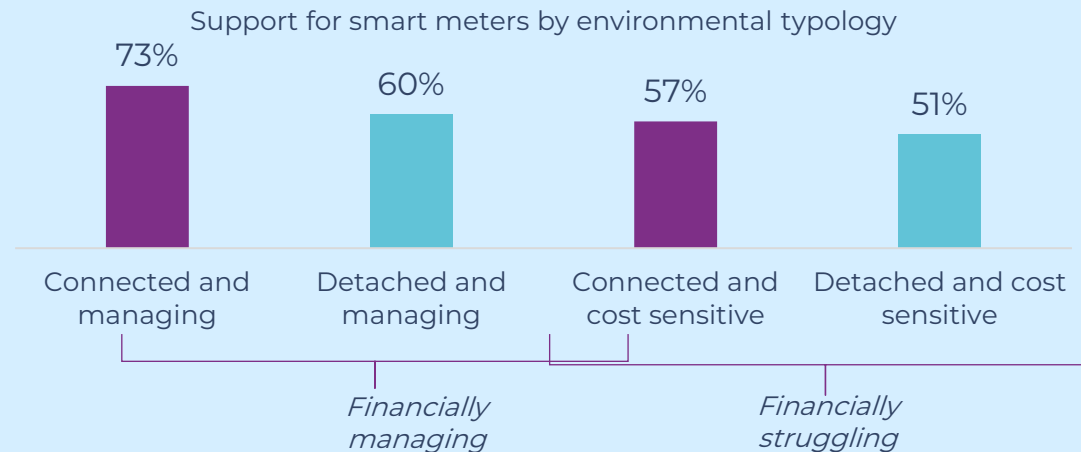 Support for smart meters by environmental typology
73%
60%
57%
51%
Connected and
managing
Detached and
managing
Connected and
cost sensitive
Detached and cost
sensitive
Financially
managing
Financially
struggling